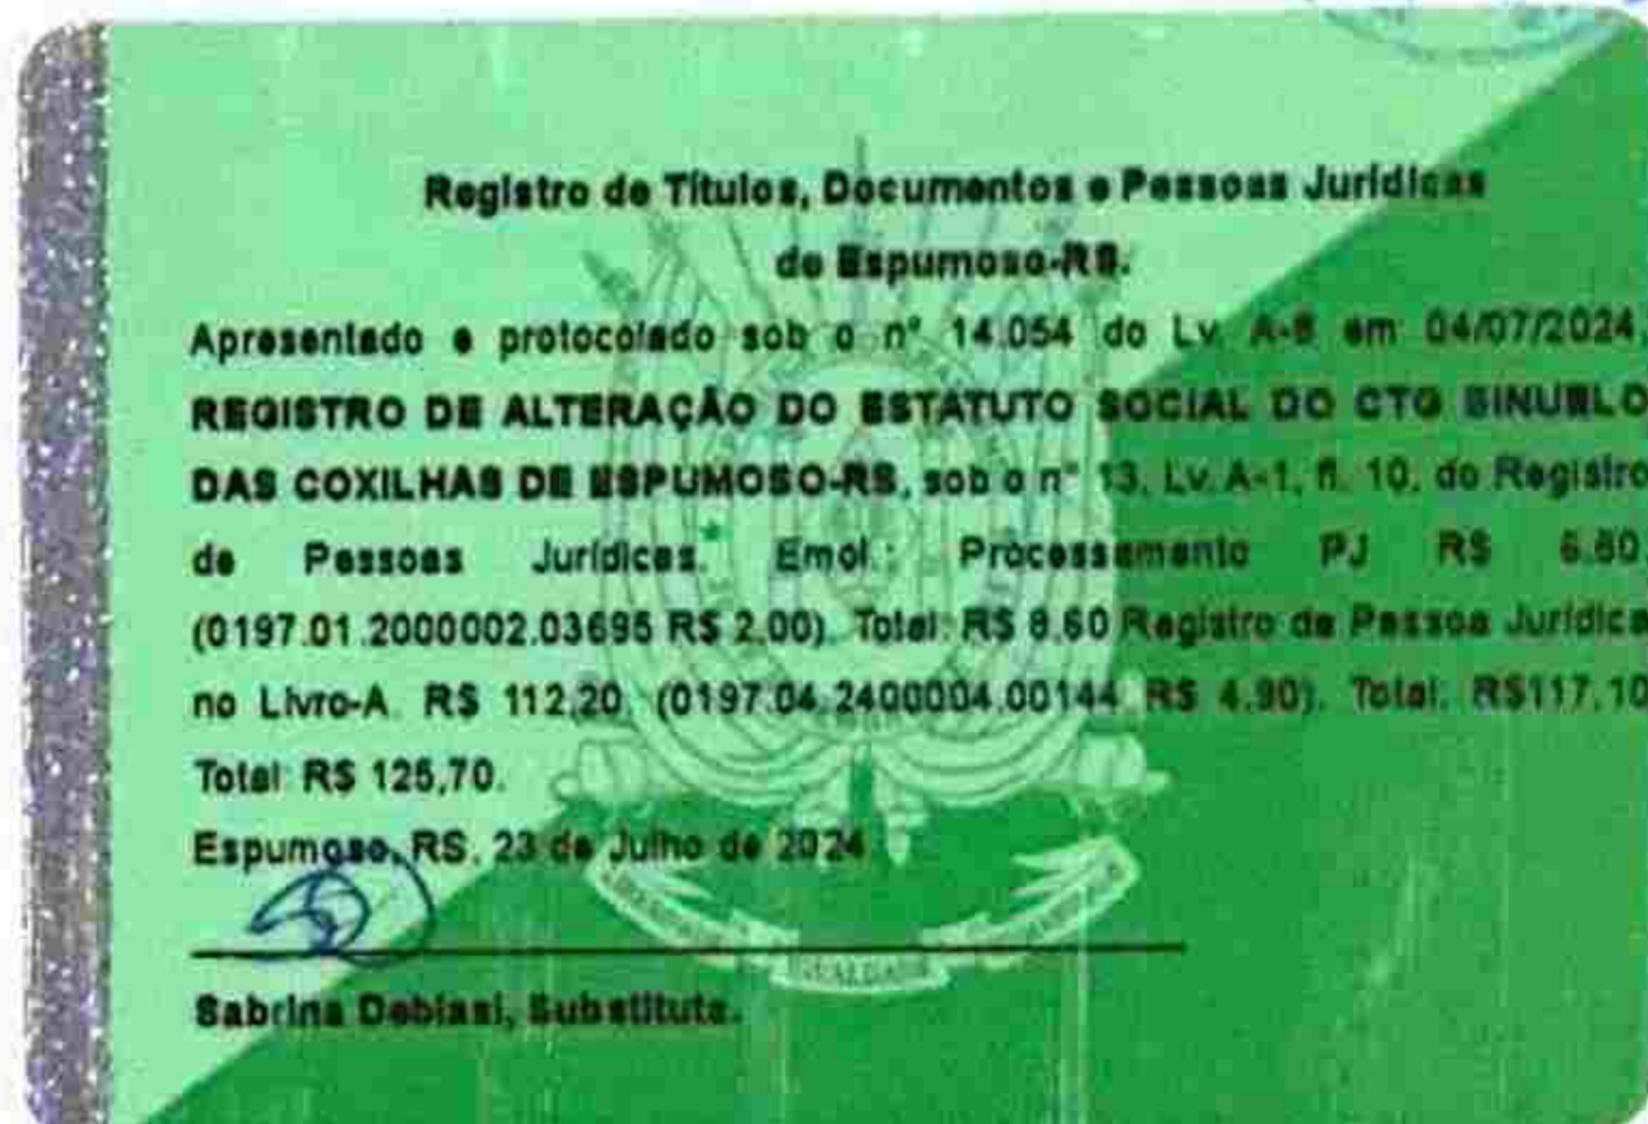 Registro de Títulos, Documentos e Pessoas Jurídicas
de Espumoso-RS.
Apresentado e protocolado sob o nº 14.054 do Lv. em 04/07/2024,
REGISTRO DE ALTERAÇÃO DO ESTATUTO SOCIAL DO CTG SINUELO
DAS COXILHAS DE ESPUMOSO-RS, sob o nº 13, Lv. A-1, fl. 10, do Registro
de Pessoas Jurídicas. Emol.: Processamento PJ R$ 6.60
(0197.01.2000002.03695 R$ 2,00). Total: R$ 8.60 Registro de Pessoa Jurídica
no Livro-A. R$ 112,20 (0197.04.2400004.00144 R$ 4.90). Total: R$117,10
Total: R$ 125,70.
Espumoso, RS, 23 de Julho de 2024
Sabrina Debiasi, Substituta.
IGUALDADE